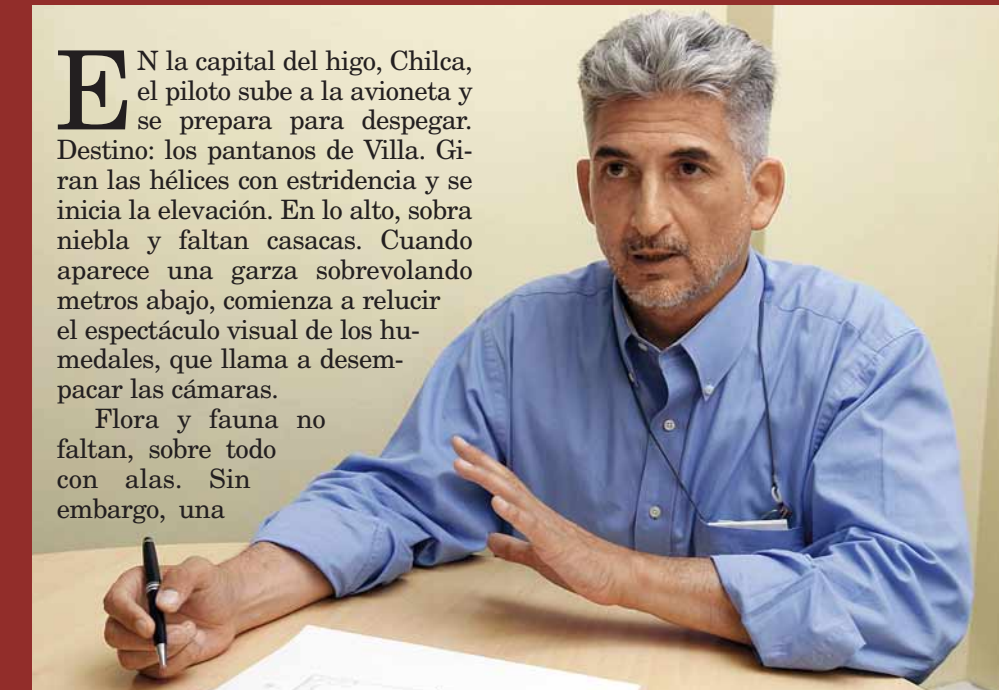 EN la capital del higo, Chilca,
el piloto sube a la avioneta y
se prepara para despegar.
Destino: los pantanos de Villa. Gi-
ran las hélices con estridencia y se
inicia la elevación. En lo alto, sobra
niebla y faltan casacas. Cuando
aparece una garza sobrevolando
metros abajo, comienza a relucir
el espectáculo visual de los hu-
medales, que llama a desem-
pacar las cámaras.
Flora y fauna no
faltan, sobre todo
con alas. Sin
embargo, una